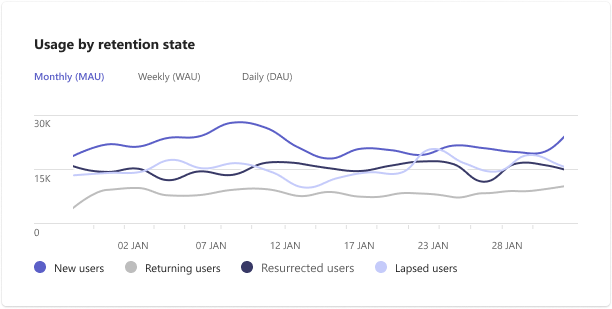 Usage by retention state
Monthly (MAU) Weekly (WAU) Daily (DAU)
30K
15K
0
02 JAN 07 JAN 12 JAN 17 JAN 23 JAN 28 JAN
New users Returning users Resurrected users Lapsed users